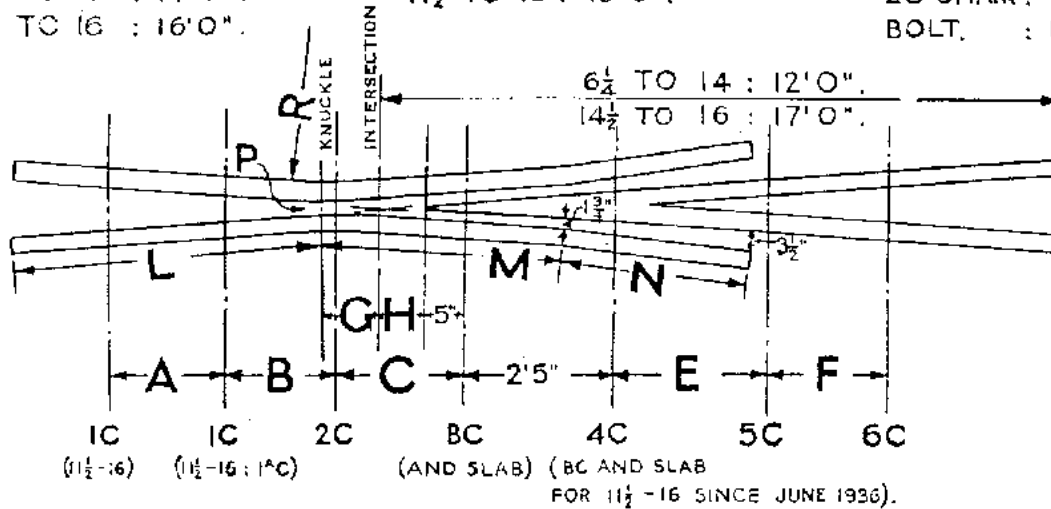 TO 16 : 16'0".
BOLT. :
6¼ TO 14 : 12'0".
14½ TO 16 : 17'0".
KNUCKLE
INTERSECTION
R
P
1¾"
3½"
L
M
N
G
H
5"
A
B
C
2'5"
E
F
1C
1C
2C
BC
4C
5C
6C
(11½-16)
(11½-16 : 1ᴬC)
(AND SLAB)
(BC AND SLAB
FOR 11½ -16 SINCE JUNE 1936).